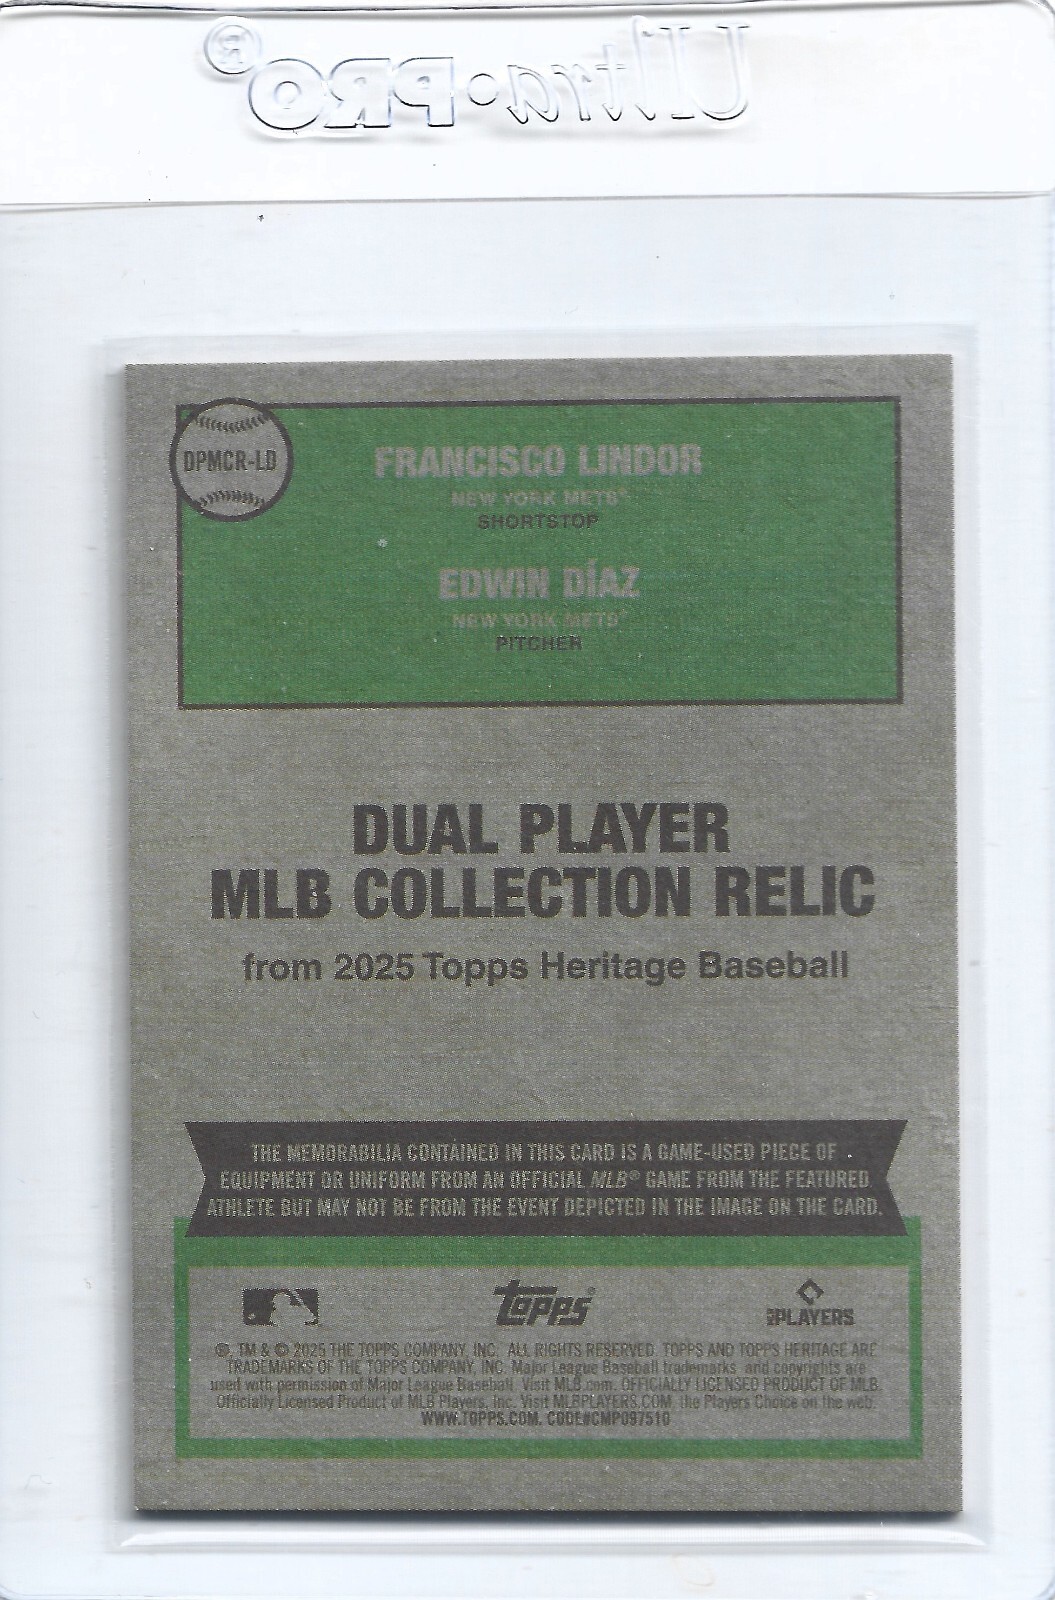 Ultra•PRO®
DPMCR-LD
FRANCISCO LINDOR
NEW YORK METS®
SHORTSTOP
EDWIN DÍAZ
NEW YORK METS®
PITCHER
DUAL PLAYER
MLB COLLECTION RELIC
from 2025 Topps Heritage Baseball
THE MEMORABILIA CONTAINED IN THIS CARD IS A GAME-USED PIECE OF
EQUIPMENT OR UNIFORM FROM AN OFFICIAL MLB® GAME FROM THE FEATURED
ATHLETE BUT MAY NOT BE FROM THE EVENT DEPICTED IN THE IMAGE ON THE CARD.
topps®
MLB PLAYERS
®, TM & © 2025 THE TOPPS COMPANY, INC. ALL RIGHTS RESERVED. TOPPS AND TOPPS HERITAGE ARE
TRADEMARKS OF THE TOPPS COMPANY, INC. Major League Baseball trademarks and copyrights are
used with permission of Major League Baseball. Visit MLB.com. OFFICIALLY LICENSED PRODUCT OF MLB
Officially Licensed Product of MLB Players, Inc. Visit MLBPLAYERS.COM, the Players Choice on the web.
WWW.TOPPS.COM. CODE#CMP097510